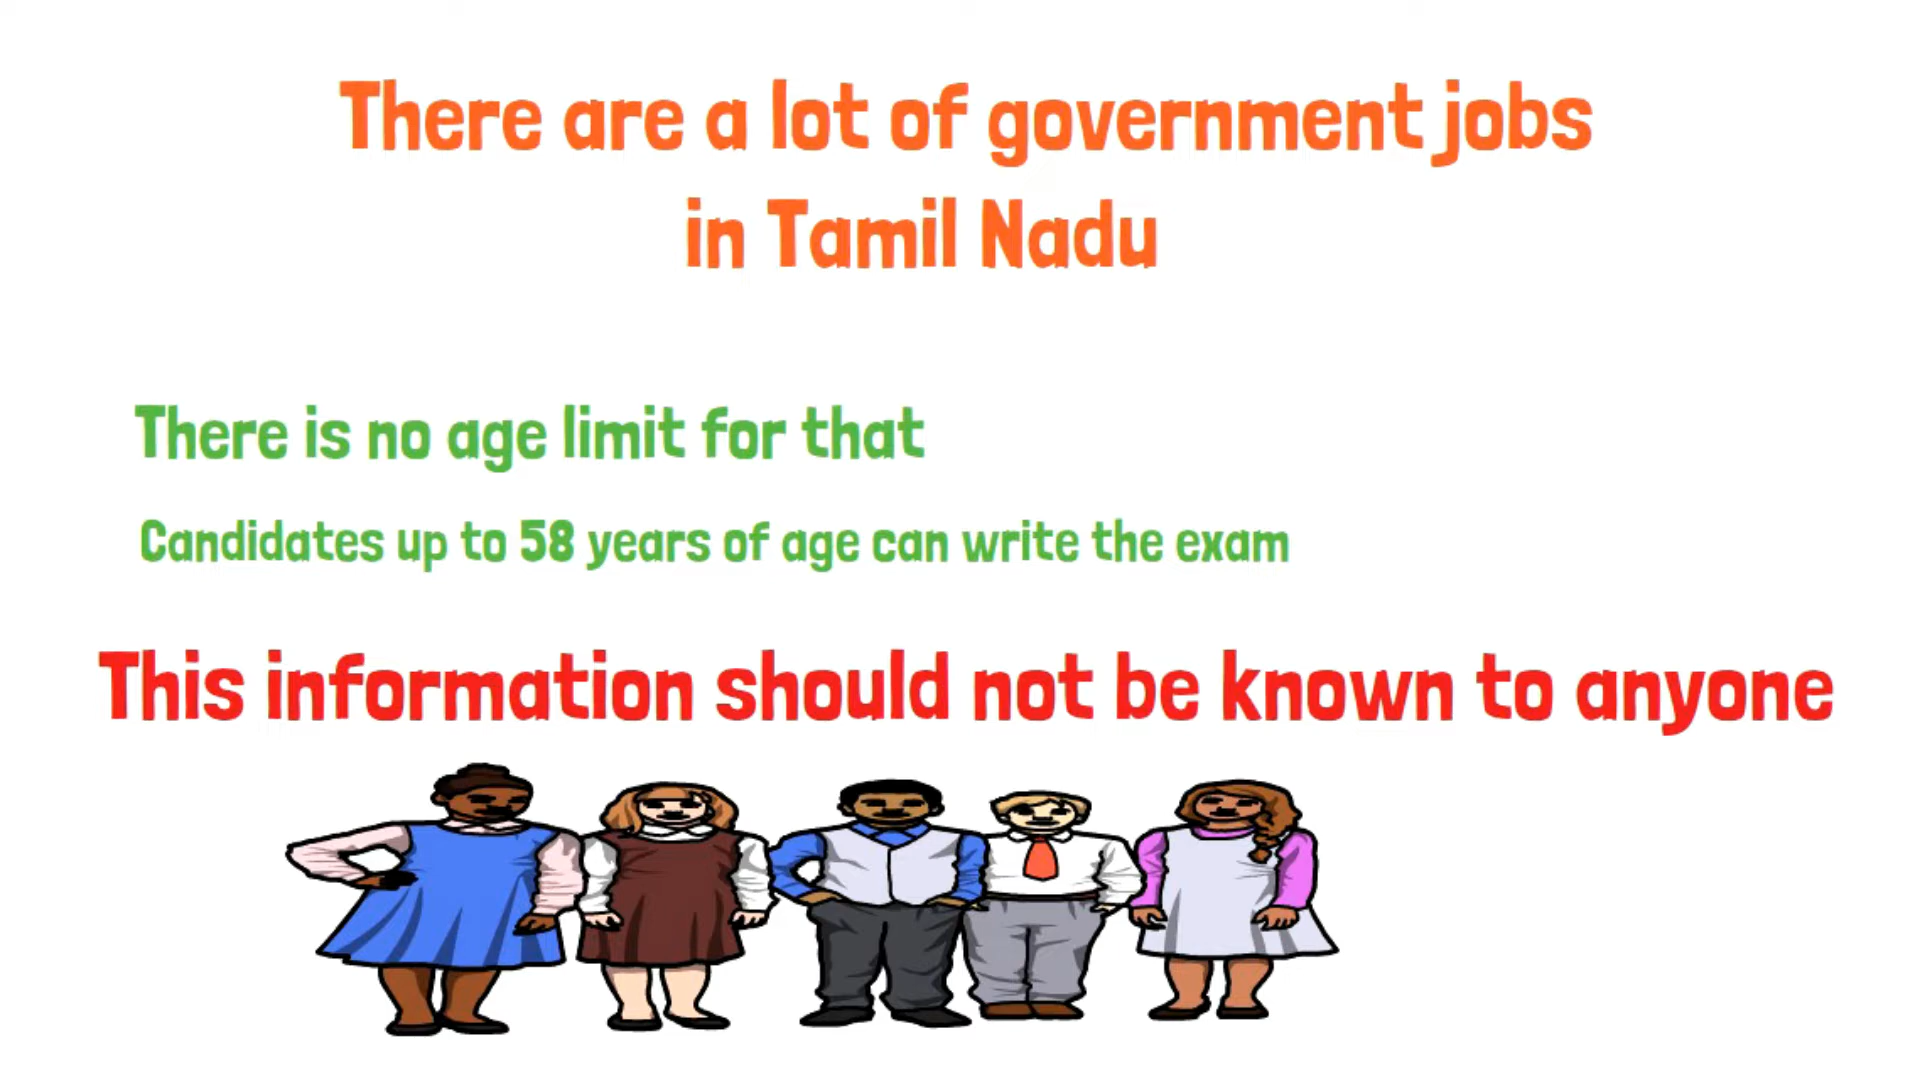 There are a lot of government jobs
in Tamil Nadu
There is no age limit for that
Candidates up to 58 years of age can write the exam
This information should not be known to anyone